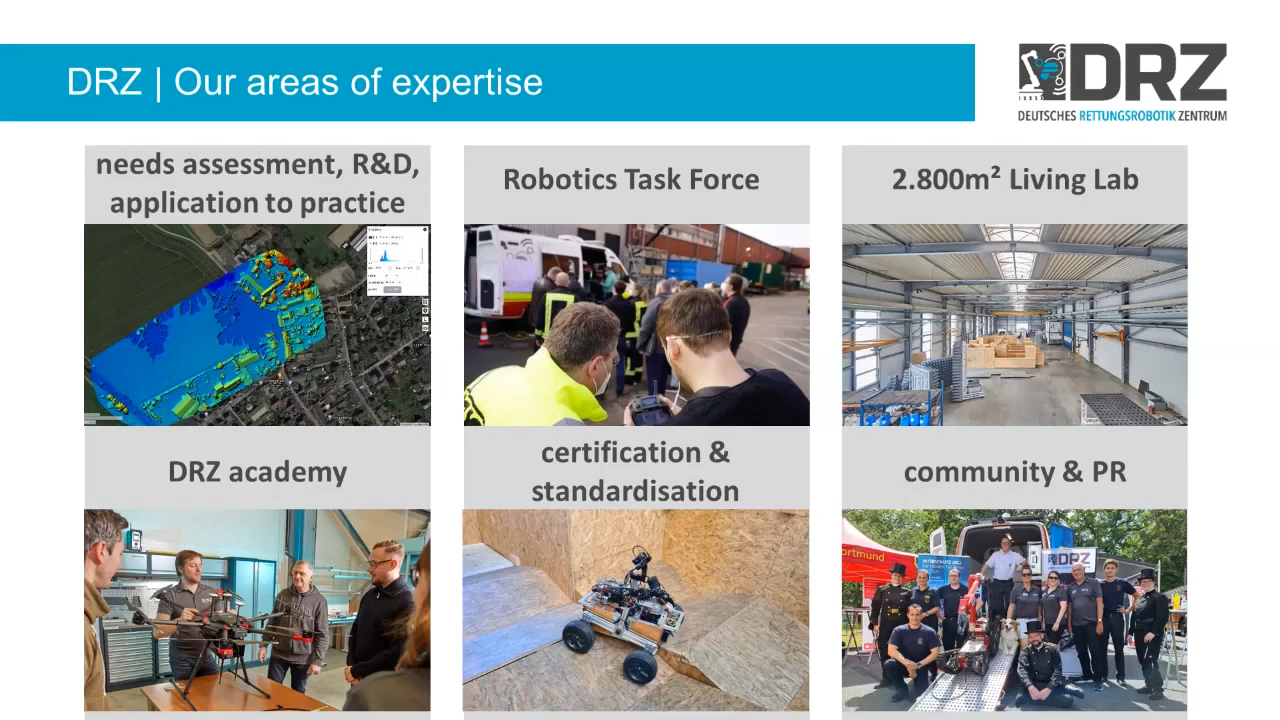 DRZ | Our areas of expertise
DRZ
DEUTSCHES RETTUNGSROBOTIK ZENTRUM
needs assessment, R&D,
application to practice
Robotics Task Force
2.800m² Living Lab
DRZ academy
certification &
standardisation
community & PR
ortmund
DRZ